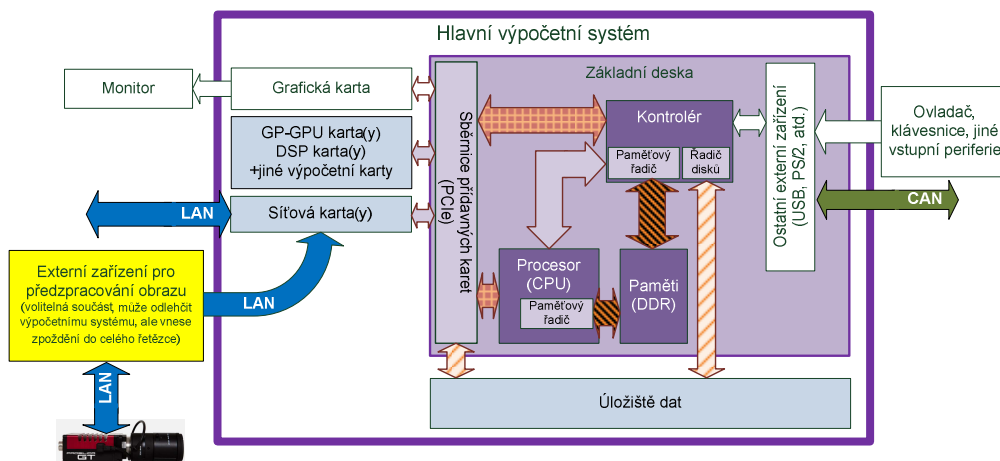 Hlavní výpočetní systém
Monitor
Grafická karta
GP-GPU karta(y)
DSP karta(y)
+jiné výpočetní karty
Síťová karta(y)
LAN
LAN
LAN
Externí zařízení pro
předzpracování obrazu
(volitelná součást, může odlehčit
výpočetnímu systému, ale vnese
zpoždění do celého řetězce)
GT
Základní deska
Sběrnice přídavných karet
(PCIe)
Kontrolér
Paměťový
řadič
Řadič
disků
Procesor
(CPU)
Paměťový
řadič
Paměti
(DDR)
Úložiště dat
Ostatní externí zařízení
(USB, PS/2, atd.)
Ovladač,
klávesnice, jiné
vstupní periferie
CAN